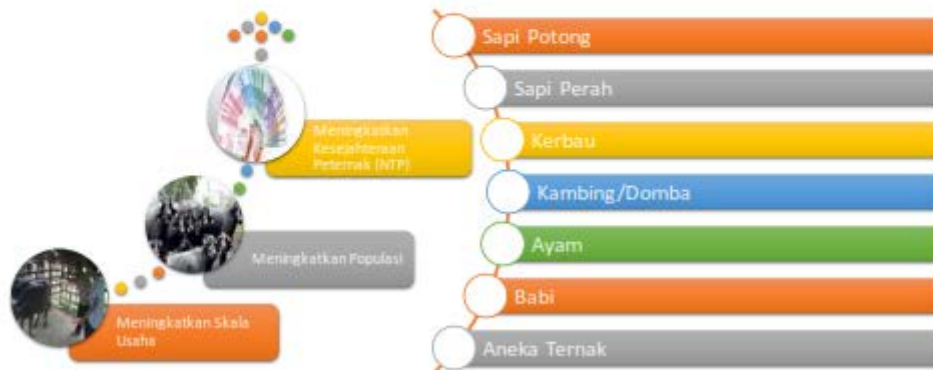 Meningkatkan
Kesejahteraan
Peternak (NTP)
Meningkatkan Populasi
Meningkatkan Skala
Usaha
Sapi Potong
Sapi Perah
Kerbau
Kambing/Domba
Ayam
Babi
Aneka Ternak